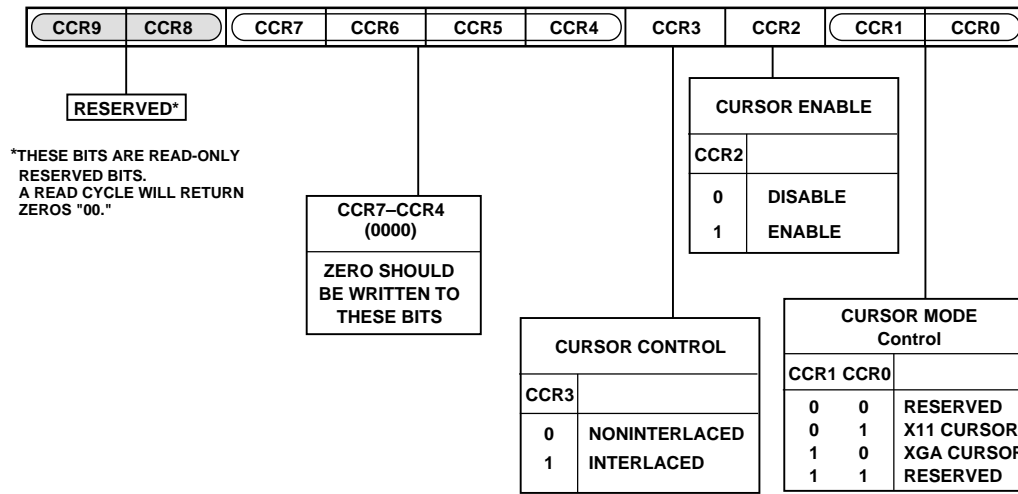 CCR9 CCR8 CCR7 CCR6 CCR5 CCR4 CCR3 CCR2 CCR1 CCR0
RESERVED*
*THESE BITS ARE READ-ONLY
RESERVED BITS.
A READ CYCLE WILL RETURN
ZEROS "00."
CCR7–CCR4
(0000)
ZERO SHOULD
BE WRITTEN TO
THESE BITS
CURSOR CONTROL
CCR3
0 NONINTERLACED
1 INTERLACED
CURSOR ENABLE
CCR2
0 DISABLE
1 ENABLE
CURSOR MODE
Control
CCR1 CCR0
0 0 RESERVED
0 1 X11 CURSOR
1 0 XGA CURSOR
1 1 RESERVED